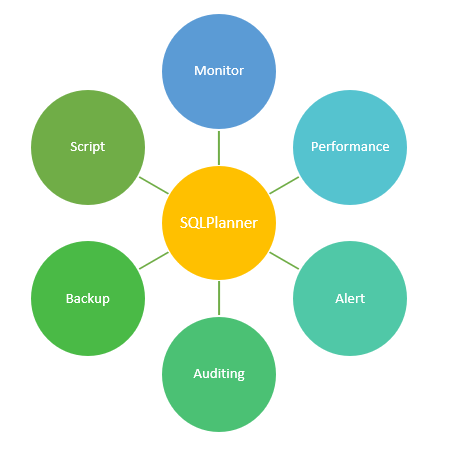 Monitor
Script
Performance
SQLPlanner
Backup
Alert
Auditing